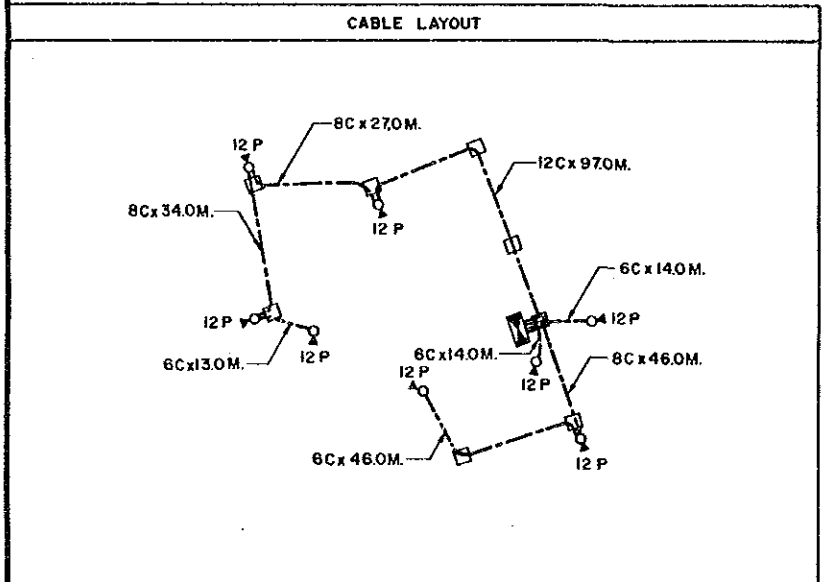 CABLE LAYOUT
8C x 27.0M.
12 P
12C x 97.0M.
8C x 34.0M.
12 P
6C x 14.0M.
12 P
12 P
6C x 14.0M.
6C x 13.0M.
12 P
12 P
8C x 46.0M.
12 P
6C x 46.0M.
12 P